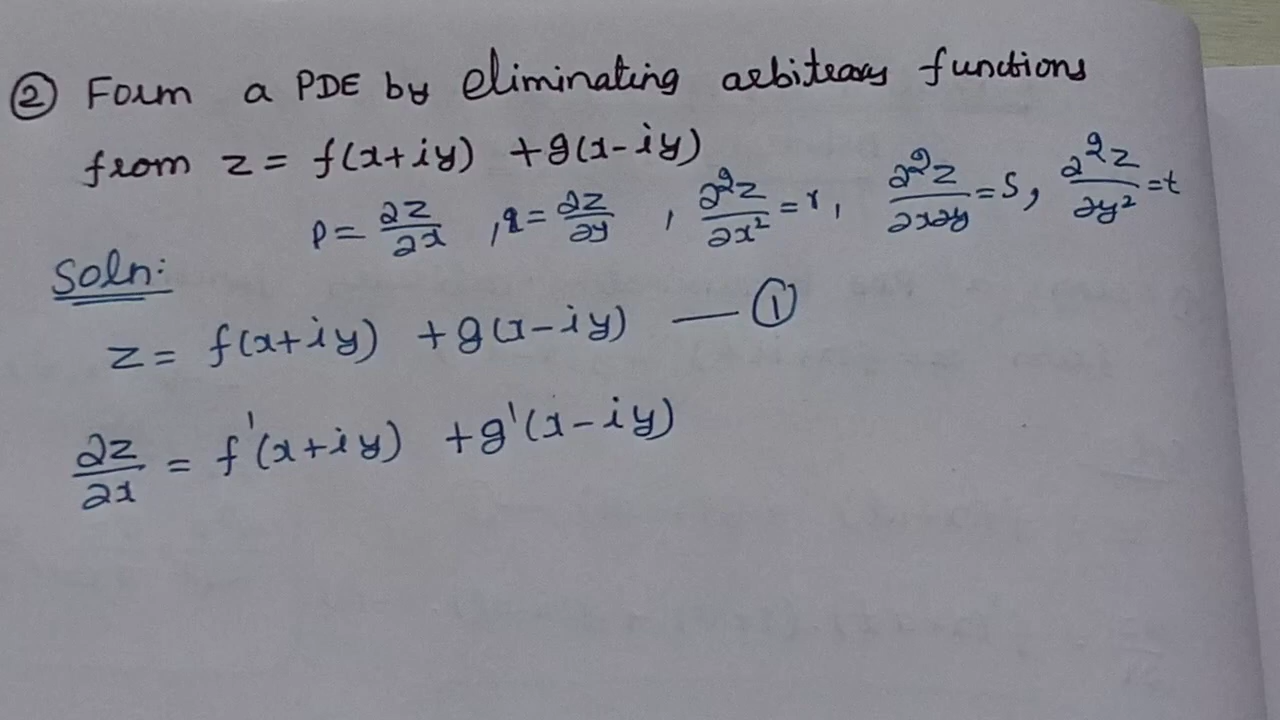 ② Form a PDE by eliminating arbitrary functions
from z = f(x+iy) + g(x-iy)
p = ∂z/∂x , q = ∂z/∂y , ∂²z/∂x² = r, ∂²z/∂x∂y = S, ∂²z/∂y² = t
Soln:
z = f(x+iy) + g(x-iy) — ①
∂z/∂x = f'(x+iy) + g'(x-iy)